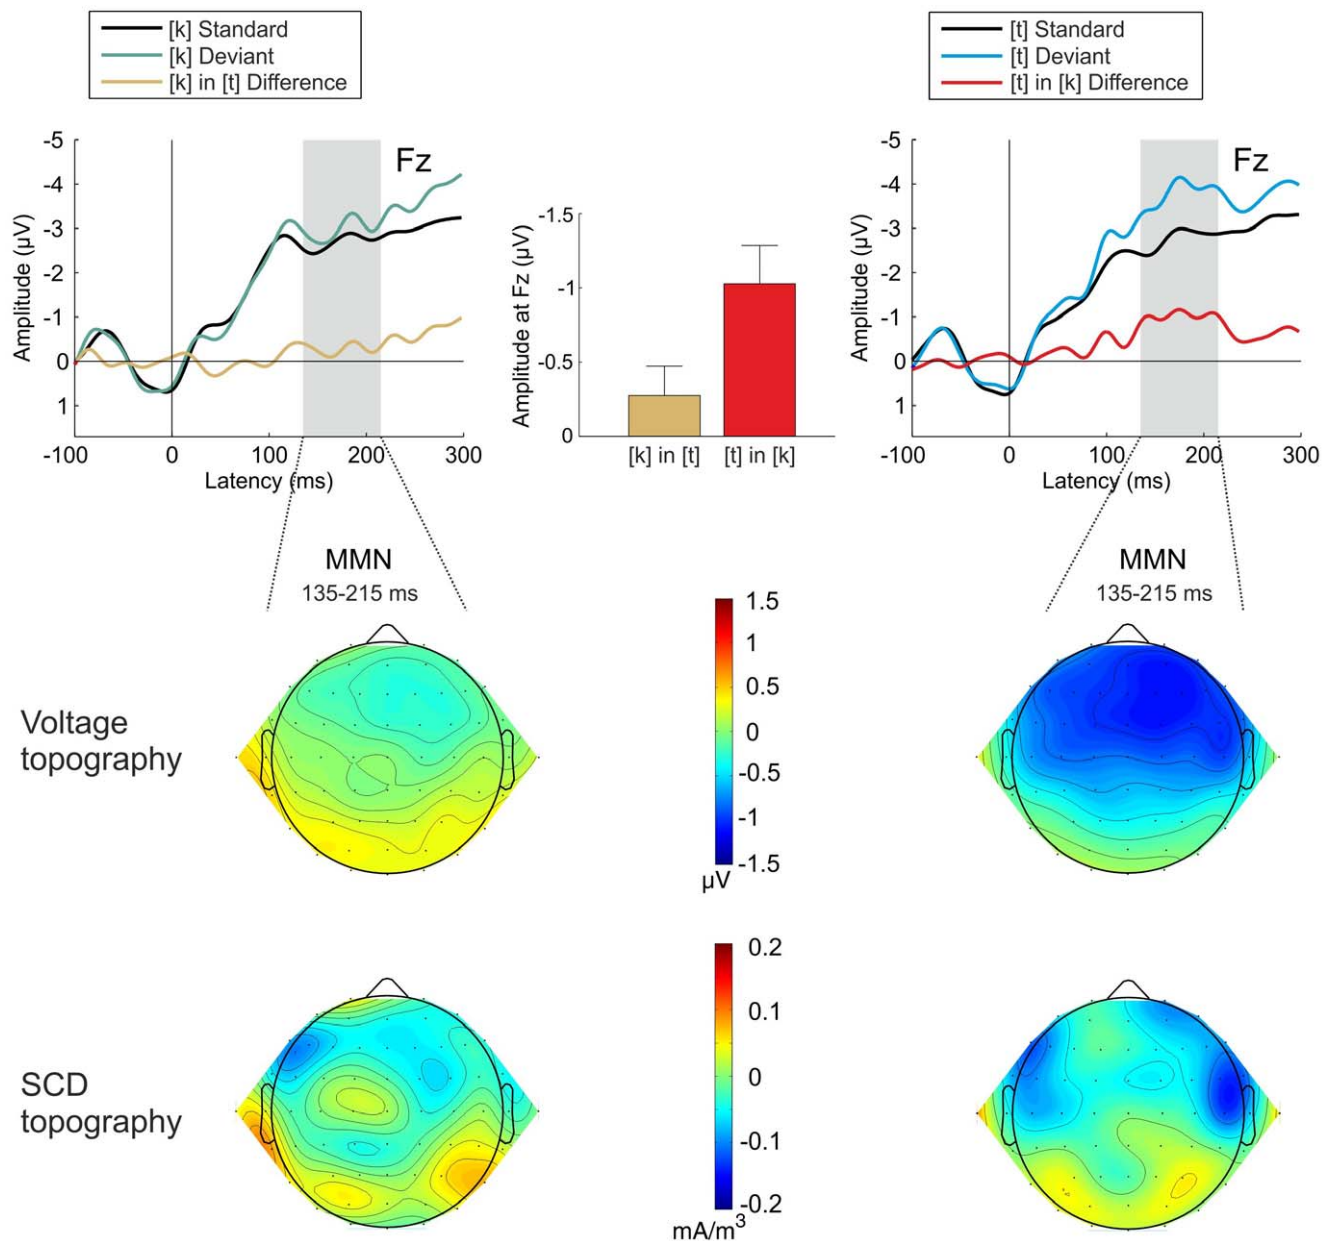 [k] Standard
[k] Deviant
[k] in [t] Difference
[t] Standard
[t] Deviant
[t] in [k] Difference
-5
-4
-3
-2
-1
0
1
Amplitude (µV)
Fz
-100 0 100 200 300
Latency (ms)
-1.5
-1
-0.5
0
Amplitude at Fz (µV)
[k] in [t] [t] in [k]
-5
-4
-3
-2
-1
0
1
Amplitude (µV)
Fz
-100 0 100 200 300
Latency (ms)
MMN
135-215 ms
MMN
135-215 ms
Voltage
topography
1.5
1
0.5
0
-0.5
-1
-1.5
µV
SCD
topography
0.2
0.1
0
-0.1
-0.2
mA/m³